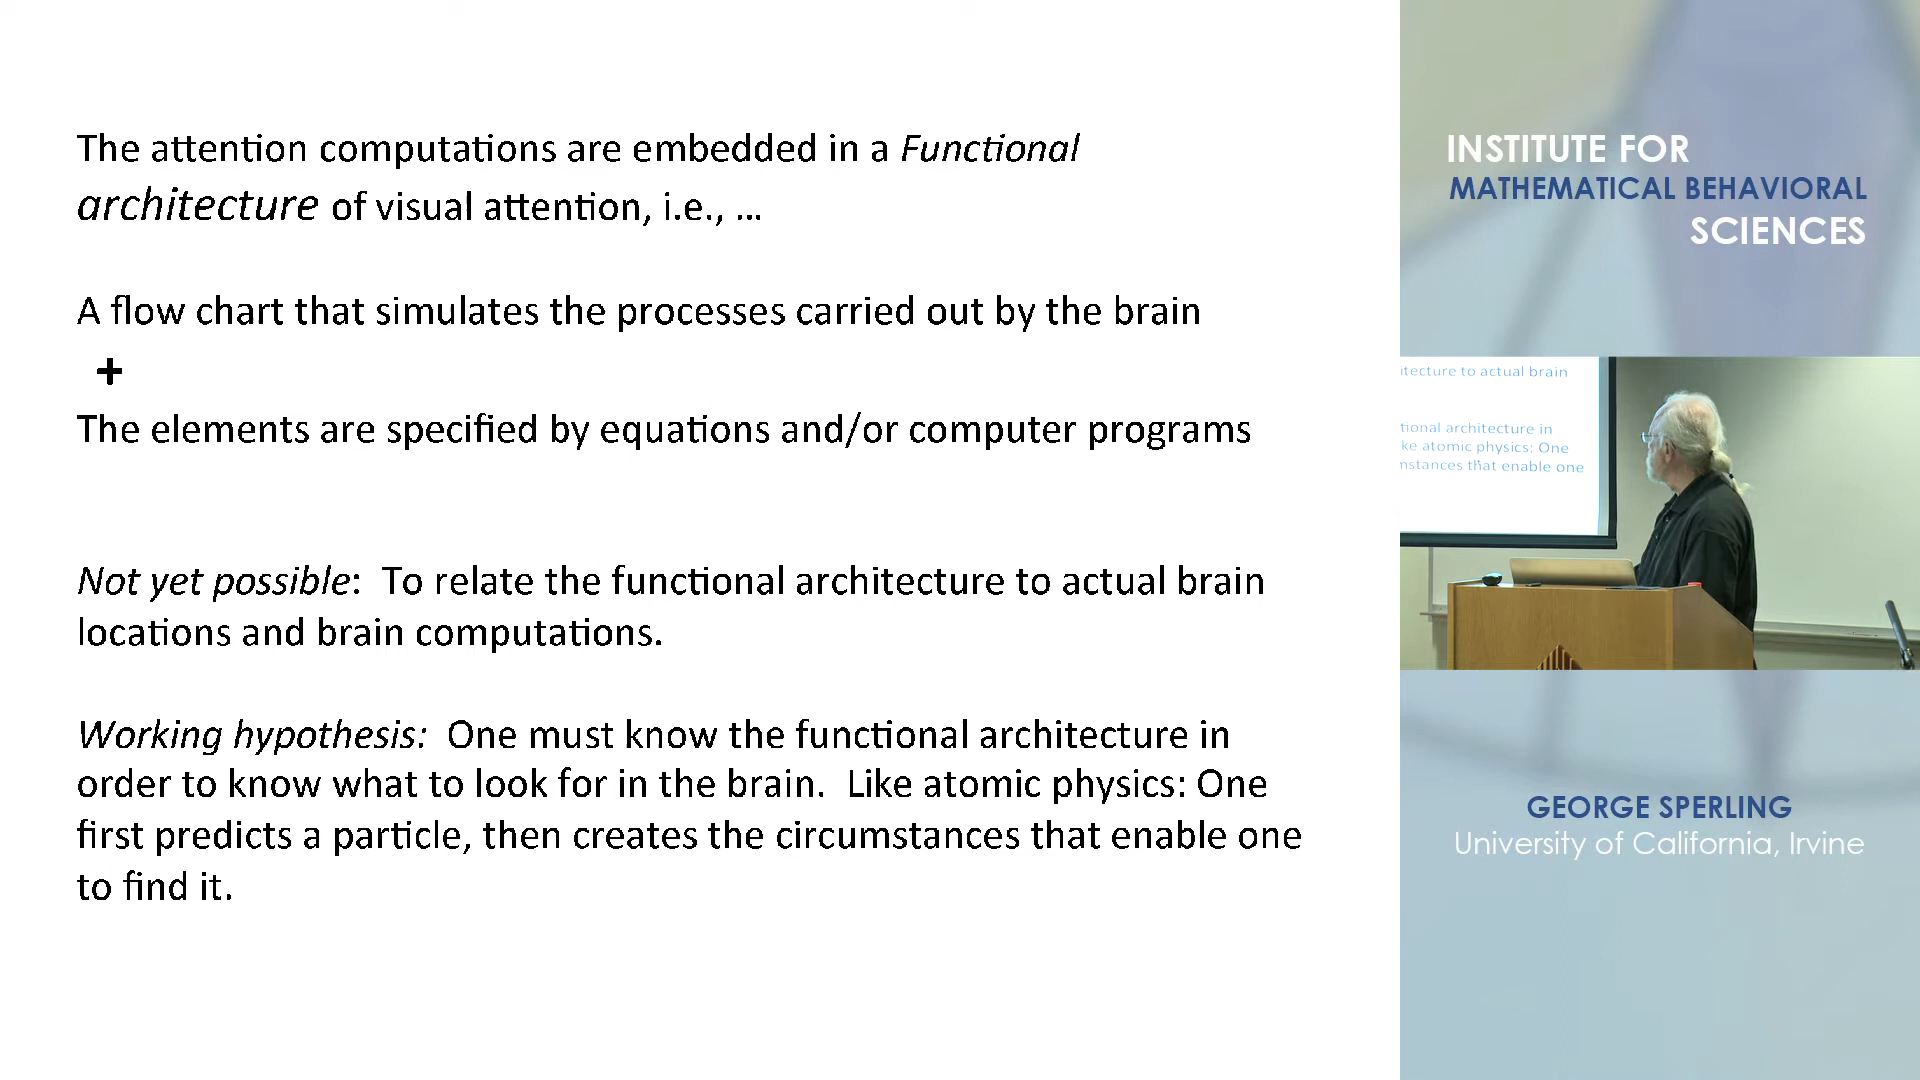 The attention computations are embedded in a Functional
architecture of visual attention, i.e., …
A flow chart that simulates the processes carried out by the brain
+
The elements are specified by equations and/or computer programs
Not yet possible:  To relate the functional architecture to actual brain
locations and brain computations.
Working hypothesis:  One must know the functional architecture in
order to know what to look for in the brain.  Like atomic physics: One
first predicts a particle, then creates the circumstances that enable one
to find it.
INSTITUTE FOR
MATHEMATICAL BEHAVIORAL
SCIENCES
itecture to actual brain
tional architecture in
ke atomic physics: One
nstances that enable one
GEORGE SPERLING
University of California, Irvine